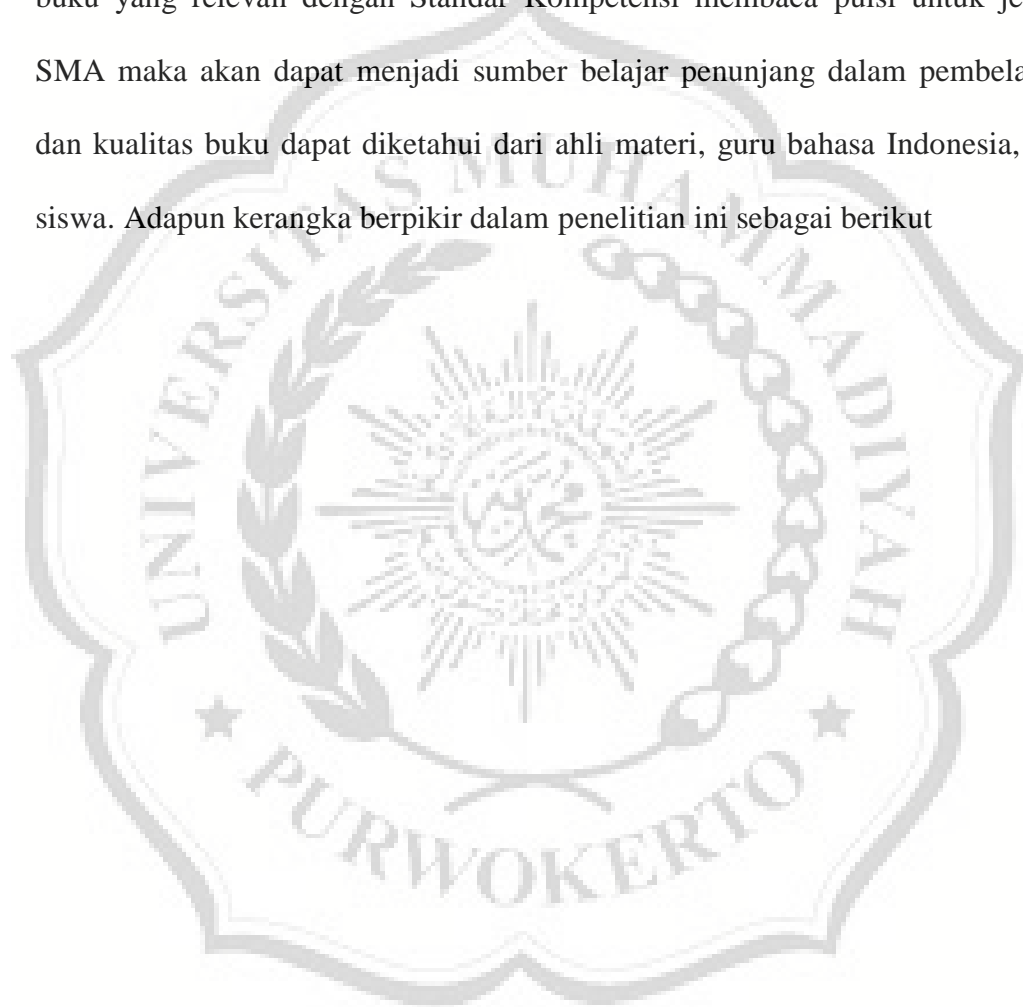 buku yang relevan dengan Standar Kompetensi membaca puisi untuk
SMA maka akan dapat menjadi sumber belajar penunjang dalam
dan kualitas buku dapat diketahui dari ahli materi, guru bahasa Indonesia,
siswa. Adapun kerangka berpikir dalam penelitian ini sebagai berikut
UNIVERSITAS MUHAMMADIYAH
PURWOKERTO